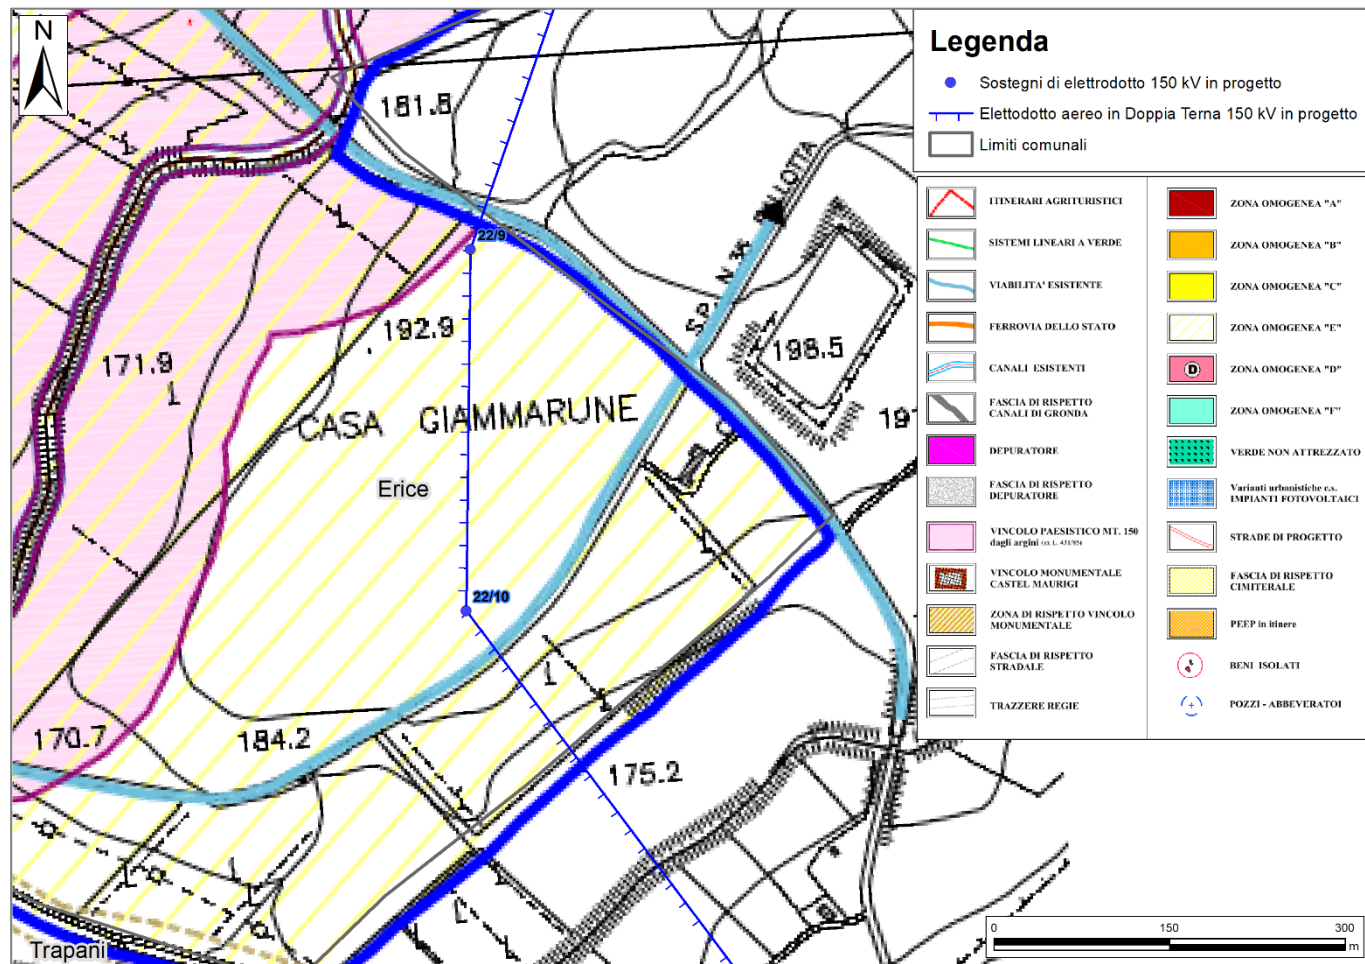 N
181.8
22/9
192.9
171.9
CASA GIAMMARUNE
Erice
22/10
170.7
184.2
175.2
198.5
Trapani
Legenda
Sostegni di elettrodotto 150 kV in progetto
Elettodotto aereo in Doppia Terna 150 kV in progetto
Limiti comunali
ITINERARI AGRITURISTICI
SISTEMI LINEARI A VERDE
VIABILITA' ESISTENTE
FERROVIA DELLO STATO
CANALI ESISTENTI
FASCIA DI RISPETTO
CANALI DI GRONDA
DEPURATORE
FASCIA DI RISPETTO
DEPURATORE
VINCOLO PAESISTICO MT. 150
dagli argini (ex L. 431/85)
VINCOLO MONUMENTALE
CASTEL MAURIGI
ZONA DI RISPETTO VINCOLO
MONUMENTALE
FASCIA DI RISPETTO
STRADALE
TRAZZERE REGIE
ZONA OMOGENEA "A"
ZONA OMOGENEA "B"
ZONA OMOGENEA "C"
ZONA OMOGENEA "E"
D
ZONA OMOGENEA "D"
ZONA OMOGENEA "F"
VERDE NON ATTREZZATO
Varianti urbanistiche c.s.
IMPIANTI FOTOVOLTAICI
STRADE DI PROGETTO
FASCIA DI RISPETTO
CIMITERALE
PEEP in itinere
BENI ISOLATI
POZZI - ABBEVERATOI
0 150 300
m